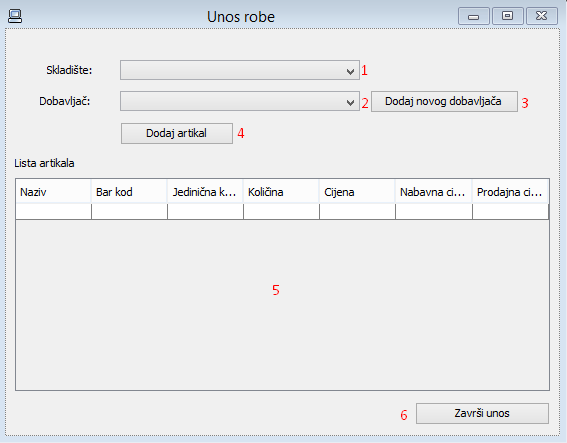 Unos robe
Skladište: 1
Dobavljač: 2 Dodaj novog dobavljača 3
Dodaj artikal 4
Lista artikala
Naziv Bar kod Jedinična k... Količina Cijena Nabavna ci... Prodajna ci...
5
6 Završi unos